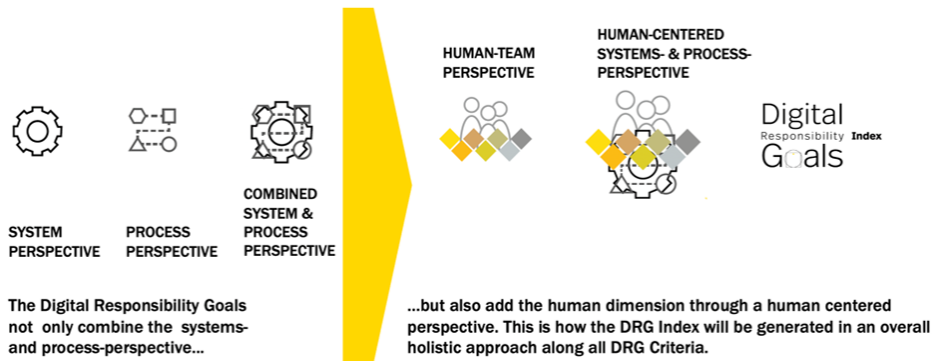 SYSTEM
PERSPECTIVE
PROCESS
PERSPECTIVE
COMBINED
SYSTEM &
PROCESS
PERSPECTIVE
The Digital Responsibility Goals
not only combine the systems-
and process-perspective...
HUMAN-TEAM
PERSPECTIVE
HUMAN-CENTERED
SYSTEMS- & PROCESS-
PERSPECTIVE
Digital
Responsibility Index
Goals
...but also add the human dimension through a human centered
perspective. This is how the DRG Index will be generated in an overall
holistic approach along all DRG Criteria.